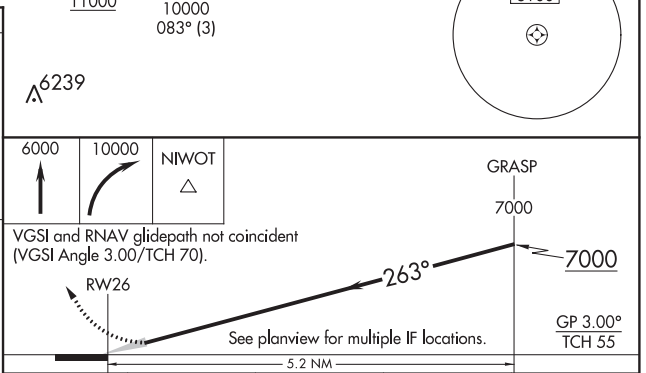 11000
10000
083° (3)
6239
6000
10000
NIWOT
GRASP
7000
VGSI and RNAV glidepath not coincident
(VGSI Angle 3.00/TCH 70).
RW26
263°
7000
See planview for multiple IF locations.
GP 3.00°
TCH 55
5.2 NM